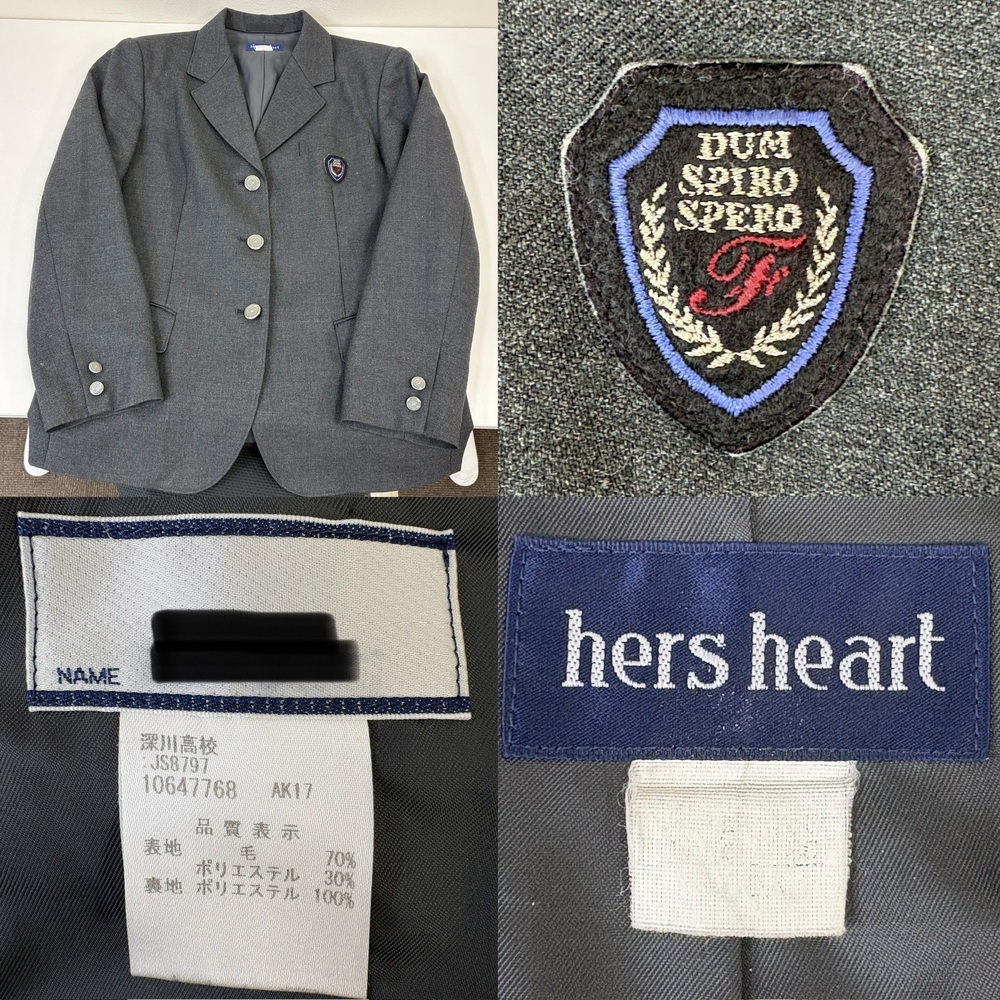 DUM
SPIRO
SPERO
F
NAME
深川高校
:JS8797
10647768 AK17
品質表示
表地 毛 70%
ポリエステル 30%
裏地 ポリエステル 100%
hers heart